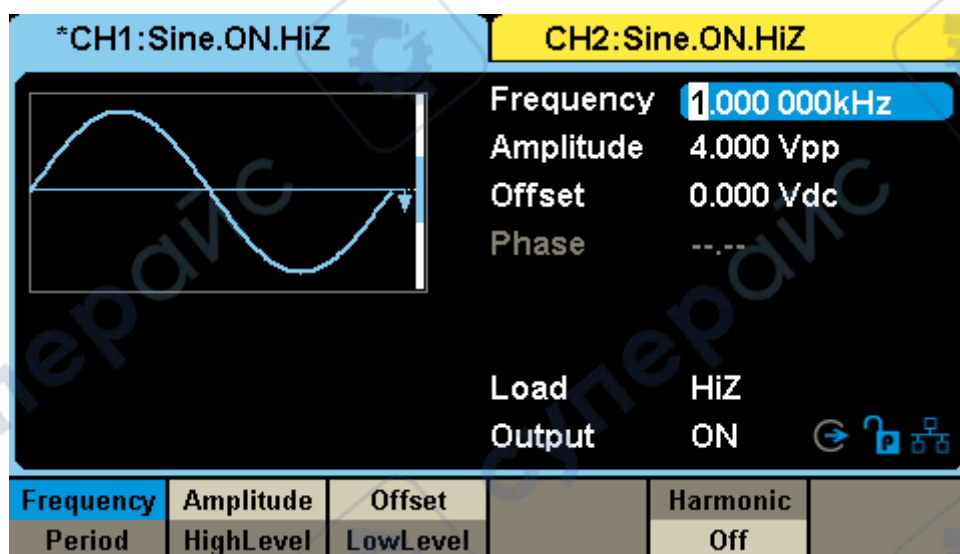 *CH1:Sine.ON.HiZ
CH2:Sine.ON.HiZ
Frequency 1.000 000kHz
Amplitude 4.000 Vpp
Offset 0.000 Vdc
Phase --.--
Load HiZ
Output ON
P
Frequency Amplitude Offset Harmonic
Period HighLevel LowLevel Off
суперайс